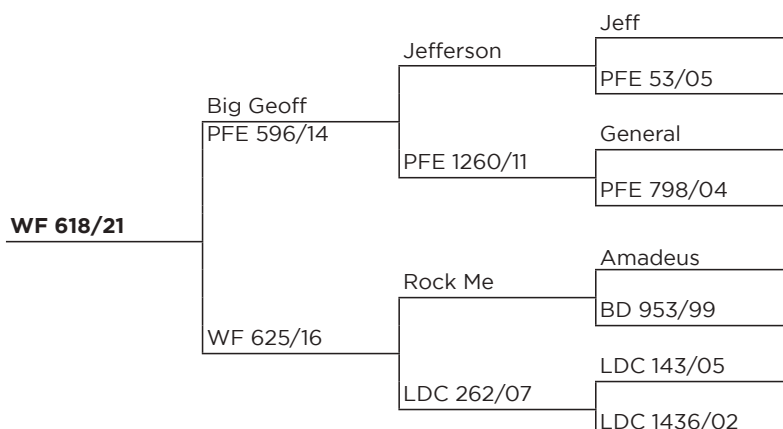 Jeff
Jefferson
PFE 53/05
Big Geoff
PFE 596/14
General
PFE 1260/11
PFE 798/04
WF 618/21
Amadeus
Rock Me
BD 953/99
WF 625/16
LDC 143/05
LDC 262/07
LDC 1436/02